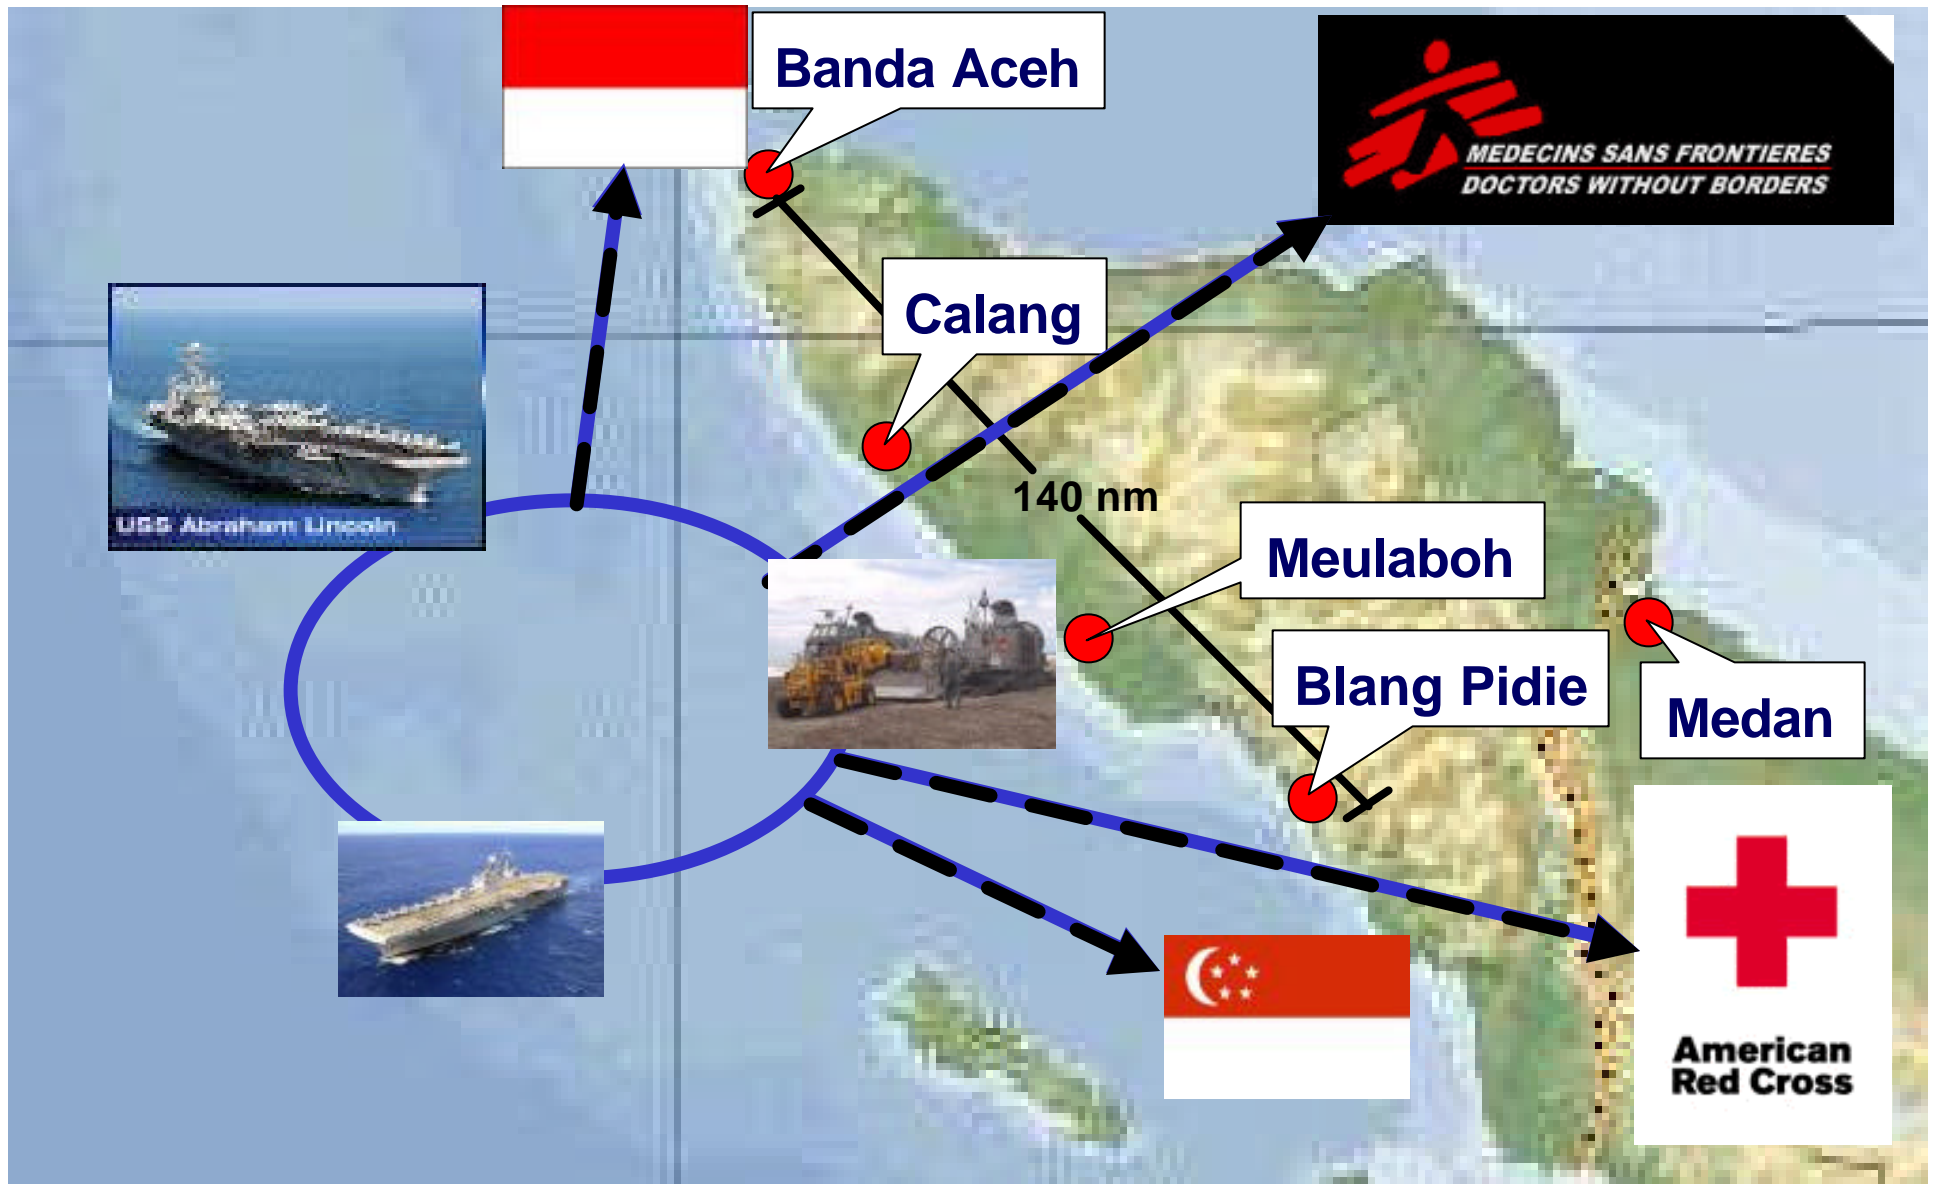 Banda Aceh
MEDECINS SANS FRONTIERES
DOCTORS WITHOUT BORDERS
Calang
USS Abraham Lincoln
140 nm
Meulaboh
Blang Pidie
Medan
American
Red Cross